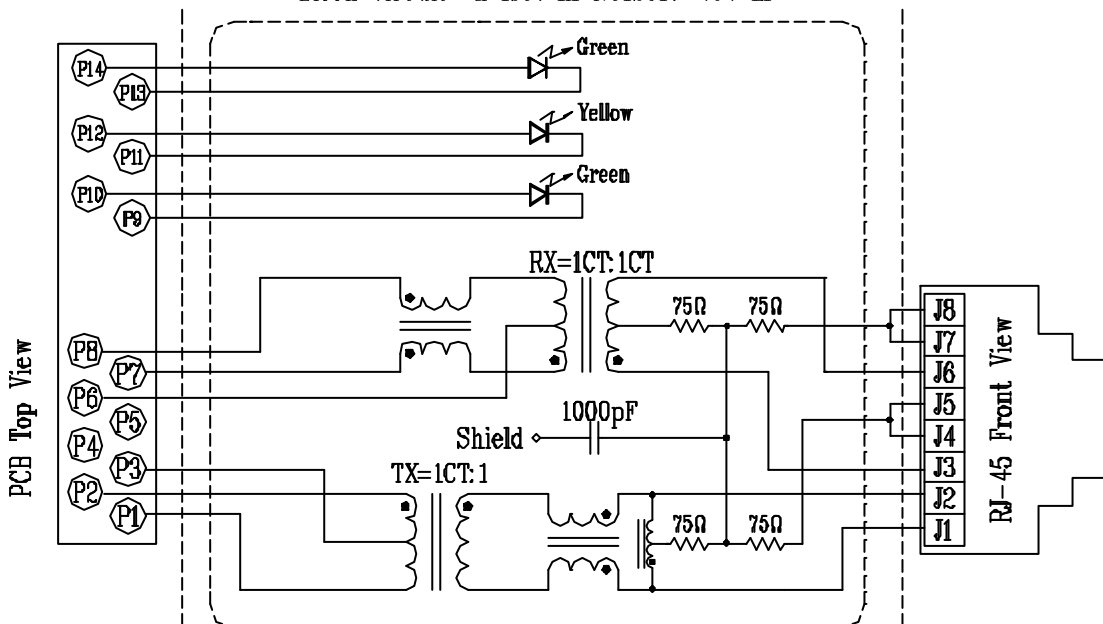 Green
P14
P13
Yellow
P12
P11
Green
P10
P9
RX=1CT:1CT
75Ω 75Ω
J8
J7
J6
J5
J4
J3
J2
J1
RJ-45 Front View
PCB Top View
P8
P7
P6
P5
P4
P3
P2
P1
1000pF
Shield
TX=1CT:1
75Ω 75Ω